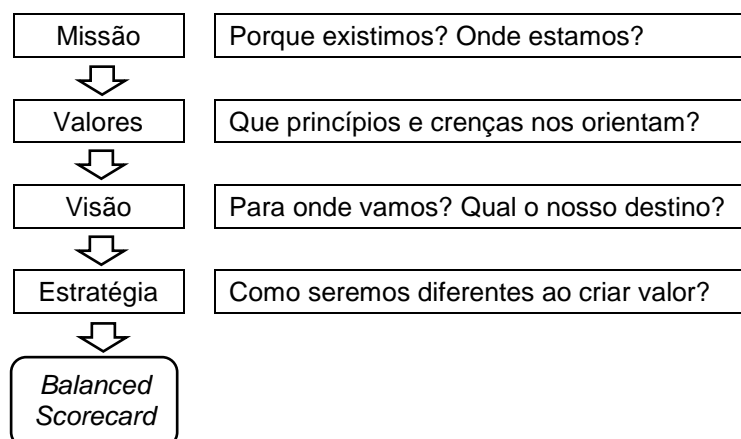 Missão
Porque existimos? Onde estamos?
Valores
Que princípios e crenças nos orientam?
Visão
Para onde vamos? Qual o nosso destino?
Estratégia
Como seremos diferentes ao criar valor?
Balanced
Scorecard